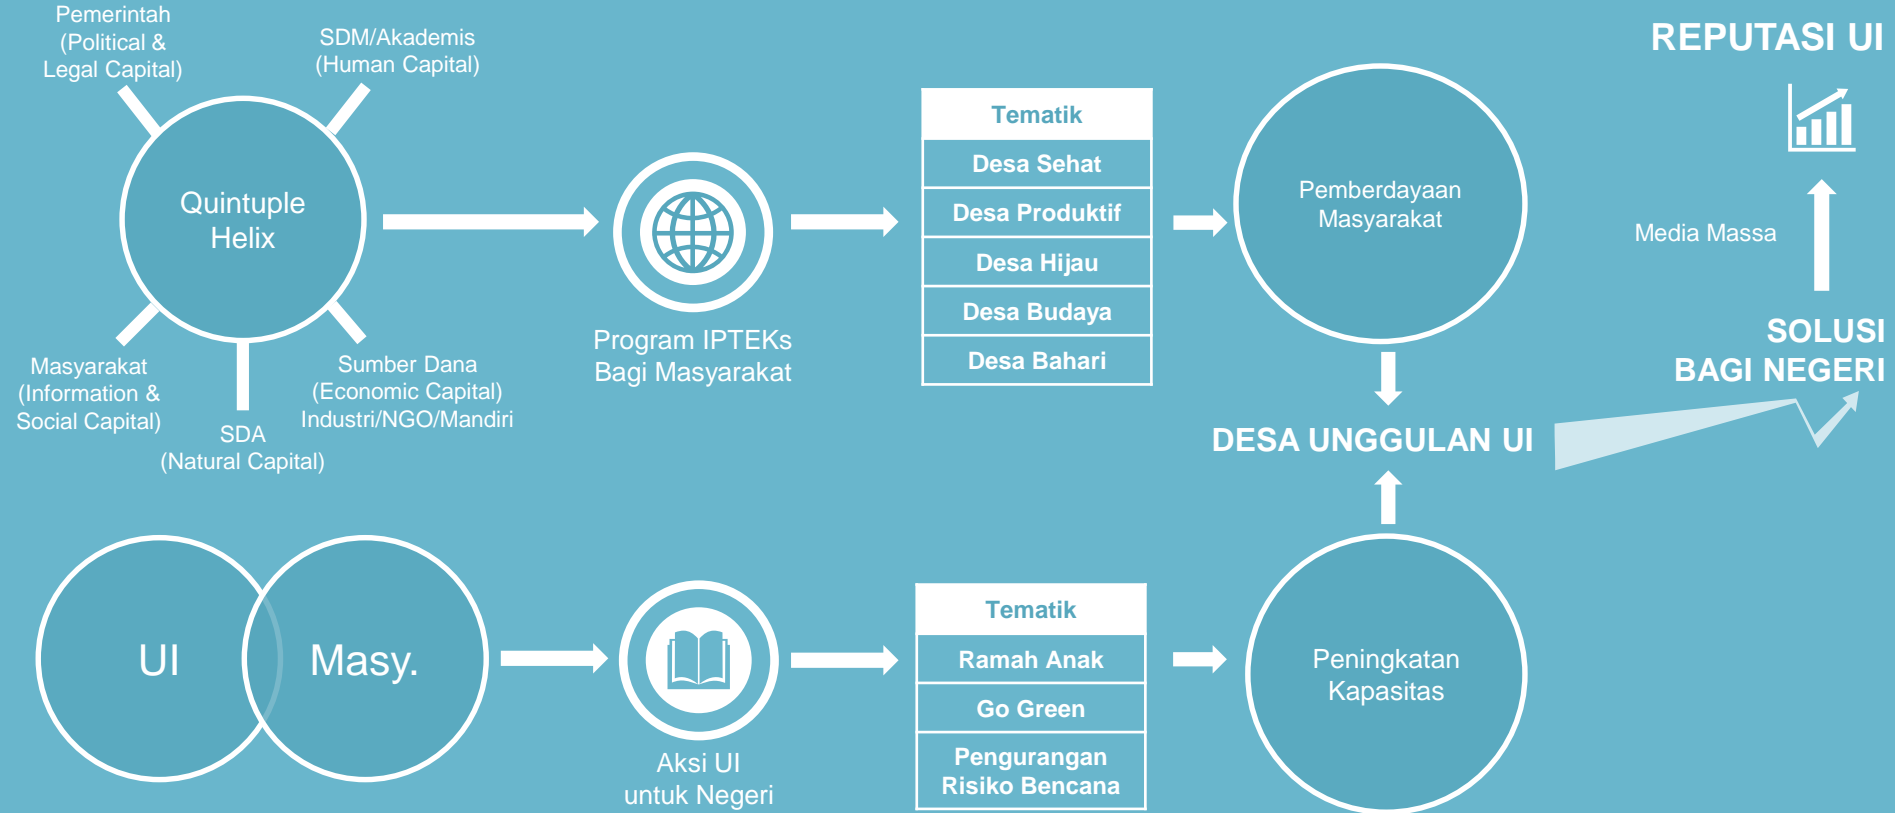 Pemerintah
(Political &
Legal Capital)
SDM/Akademis
(Human Capital)
Quintuple
Helix
Masyarakat
(Information &
Social Capital)
SDA
(Natural Capital)
Sumber Dana
(Economic Capital)
Industri/NGO/Mandiri
Program IPTEKs
Bagi Masyarakat
Tematik
Desa Sehat
Desa Produktif
Desa Hijau
Desa Budaya
Desa Bahari
Pemberdayaan
Masyarakat
REPUTASI UI
Media Massa
SOLUSI
BAGI NEGERI
DESA UNGGULAN UI
UI
Masy.
Aksi UI
untuk Negeri
Tematik
Ramah Anak
Go Green
Pengurangan
Risiko Bencana
Peningkatan
Kapasitas